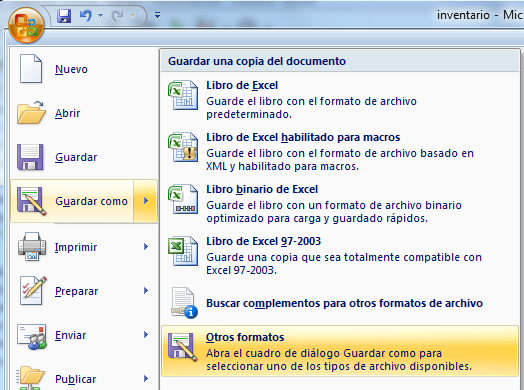 inventario - Mic
Nuevo
Abrir
Guardar
Guardar como
Imprimir
Preparar
Enviar
Publicar
Guardar una copia del documento
Libro de Excel
Guarde el libro con el formato de archivo
predeterminado.
Libro de Excel habilitado para macros
Guarde el libro con el formato de archivo basado en
XML y habilitado para macros.
Libro binario de Excel
Guarde el libro con un formato de archivo binario
optimizado para carga y guardado rápidos.
Libro de Excel 97-2003
Guarde una copia que sea totalmente compatible con
Excel 97-2003.
Buscar complementos para otros formatos de archivo
Otros formatos
Abra el cuadro de diálogo Guardar como para
seleccionar uno de los tipos de archivo disponibles.